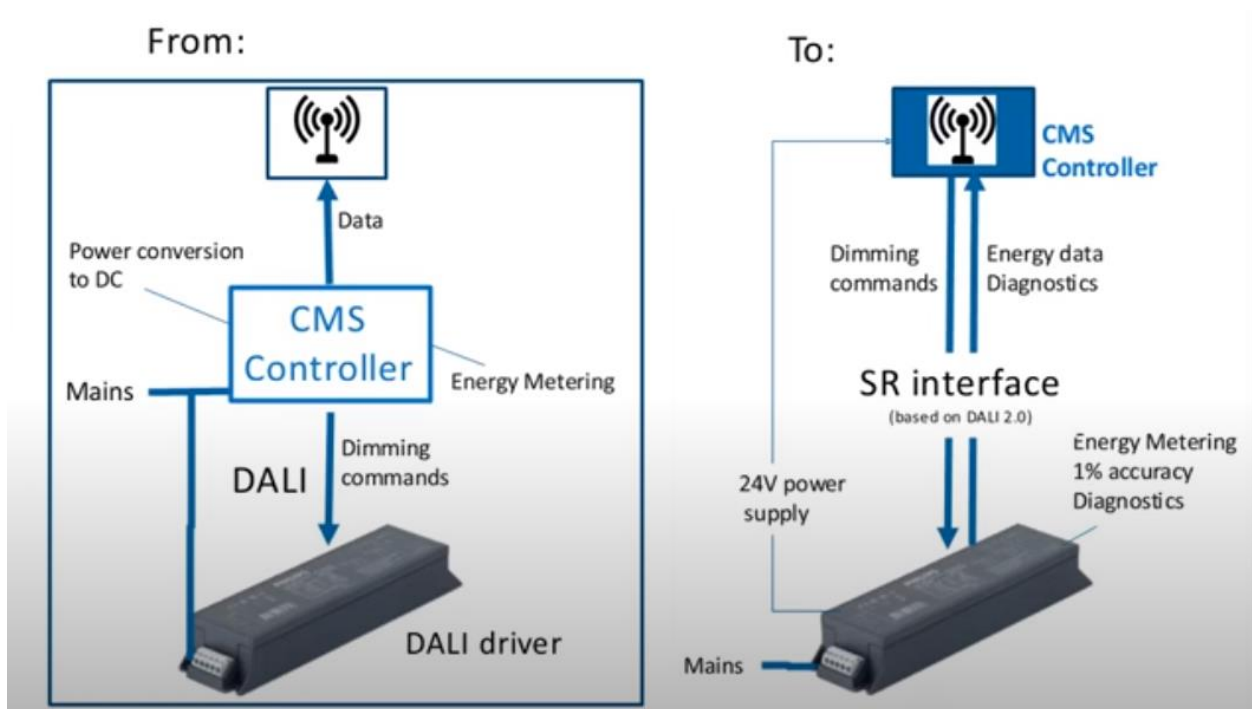 From:
Data
Power conversion
to DC
CMS
Controller
Mains
Energy Metering
Dimming
commands
DALI
DALI driver
To:
CMS
Controller
Dimming
commands
Energy data
Diagnostics
SR interface
(based on DALI 2.0)
Energy Metering
1% accuracy
Diagnostics
24V power
supply
Mains